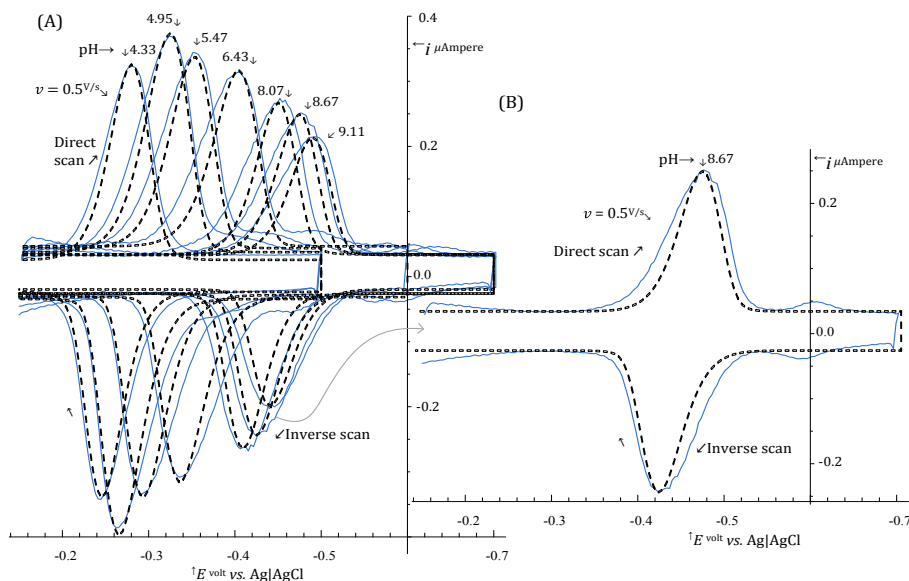 (A)
0.4
4.95↓
←i μAmpere
↓5.47
pH→ ↓4.33
6.43↓
v = 0.5V/s↘
8.07↓
↓8.67
↙9.11
Direct
scan↗
0.2
0.0
-0.2
↙Inverse scan
-0.2
-0.3
-0.4
-0.5
-0.7
↑E volt vs. Ag|AgCl
(B)
pH→ ↓8.67
←i μAmpere
0.2
v = 0.5V/s↘
Direct scan↗
0.0
↙Inverse scan
-0.2
-0.2
-0.3
-0.4
-0.5
-0.7
↑E volt vs. Ag|AgCl